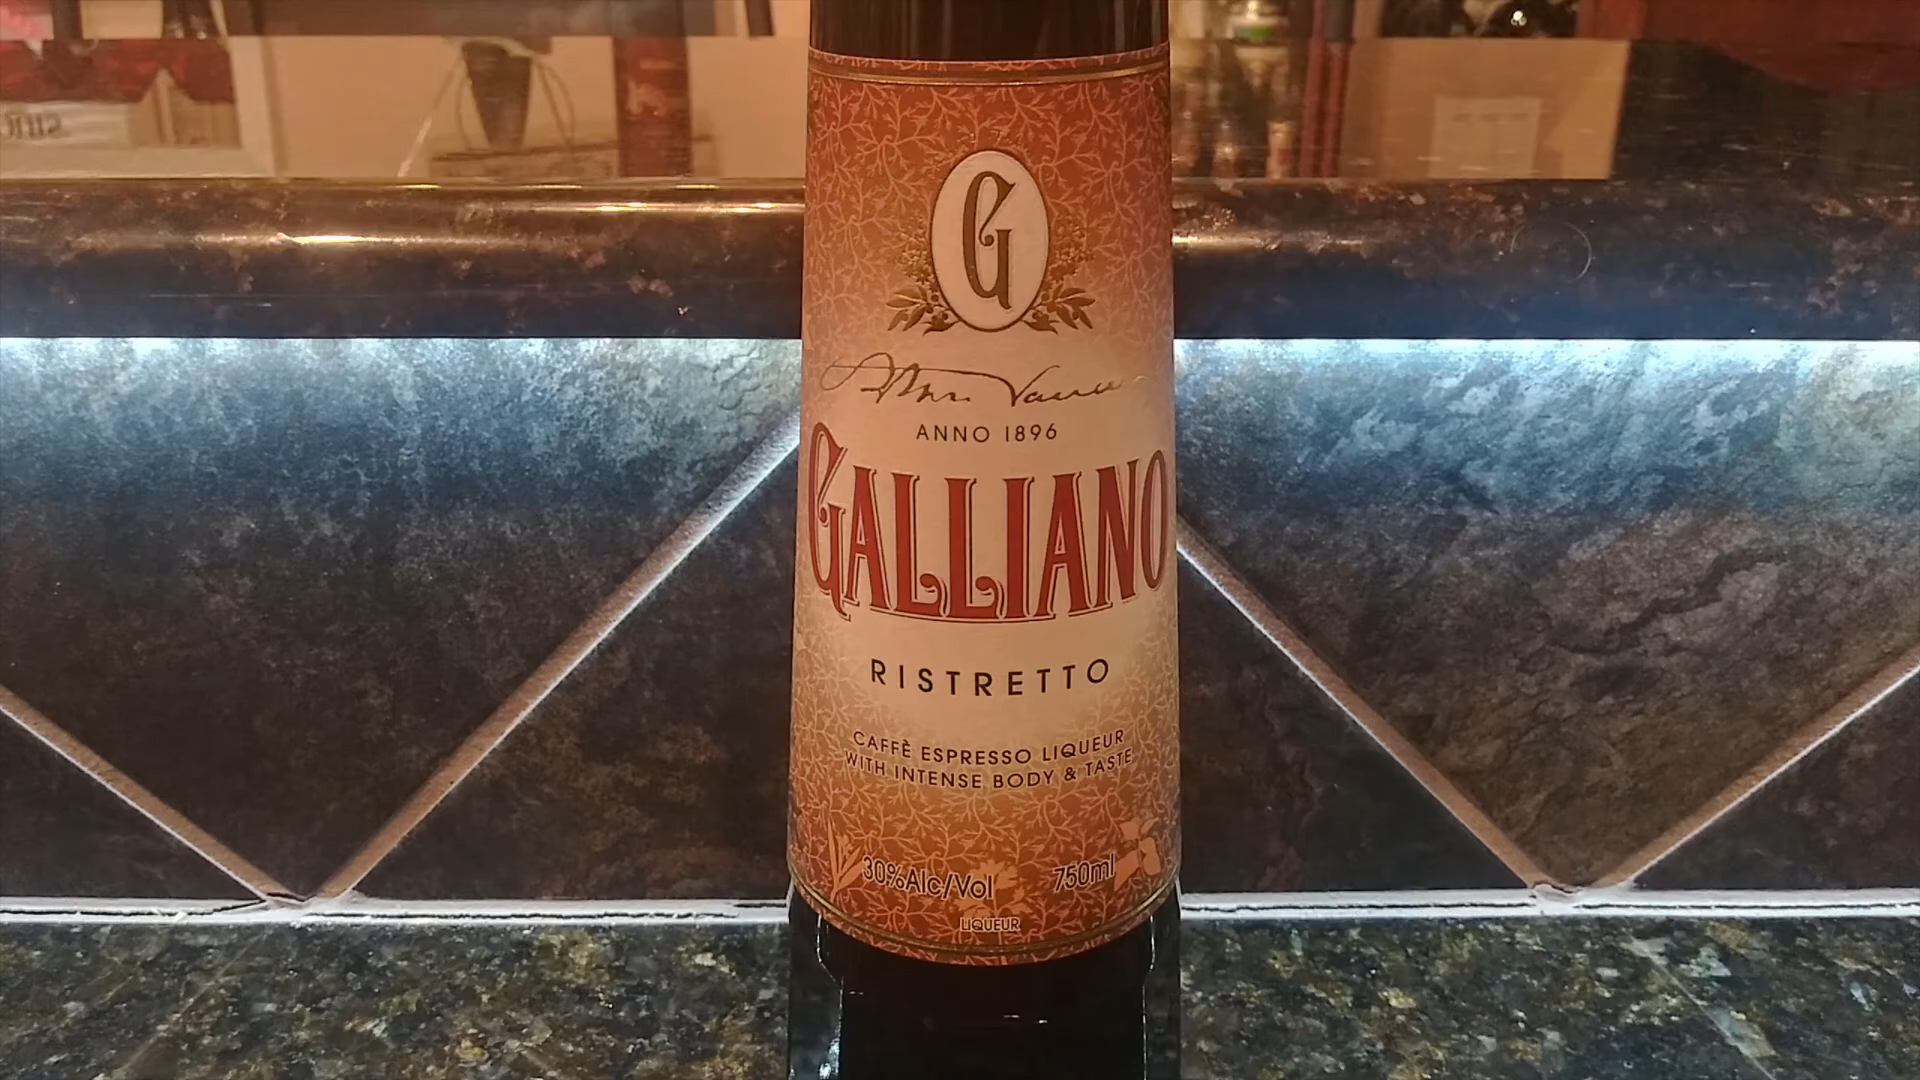 G
ANNO 1896
GALLIANO
RISTRETTO
CAFFÈ ESPRESSO LIQUEUR
WITH INTENSE BODY & TASTE
30%Alc/Vol 750ml
LIQUEUR